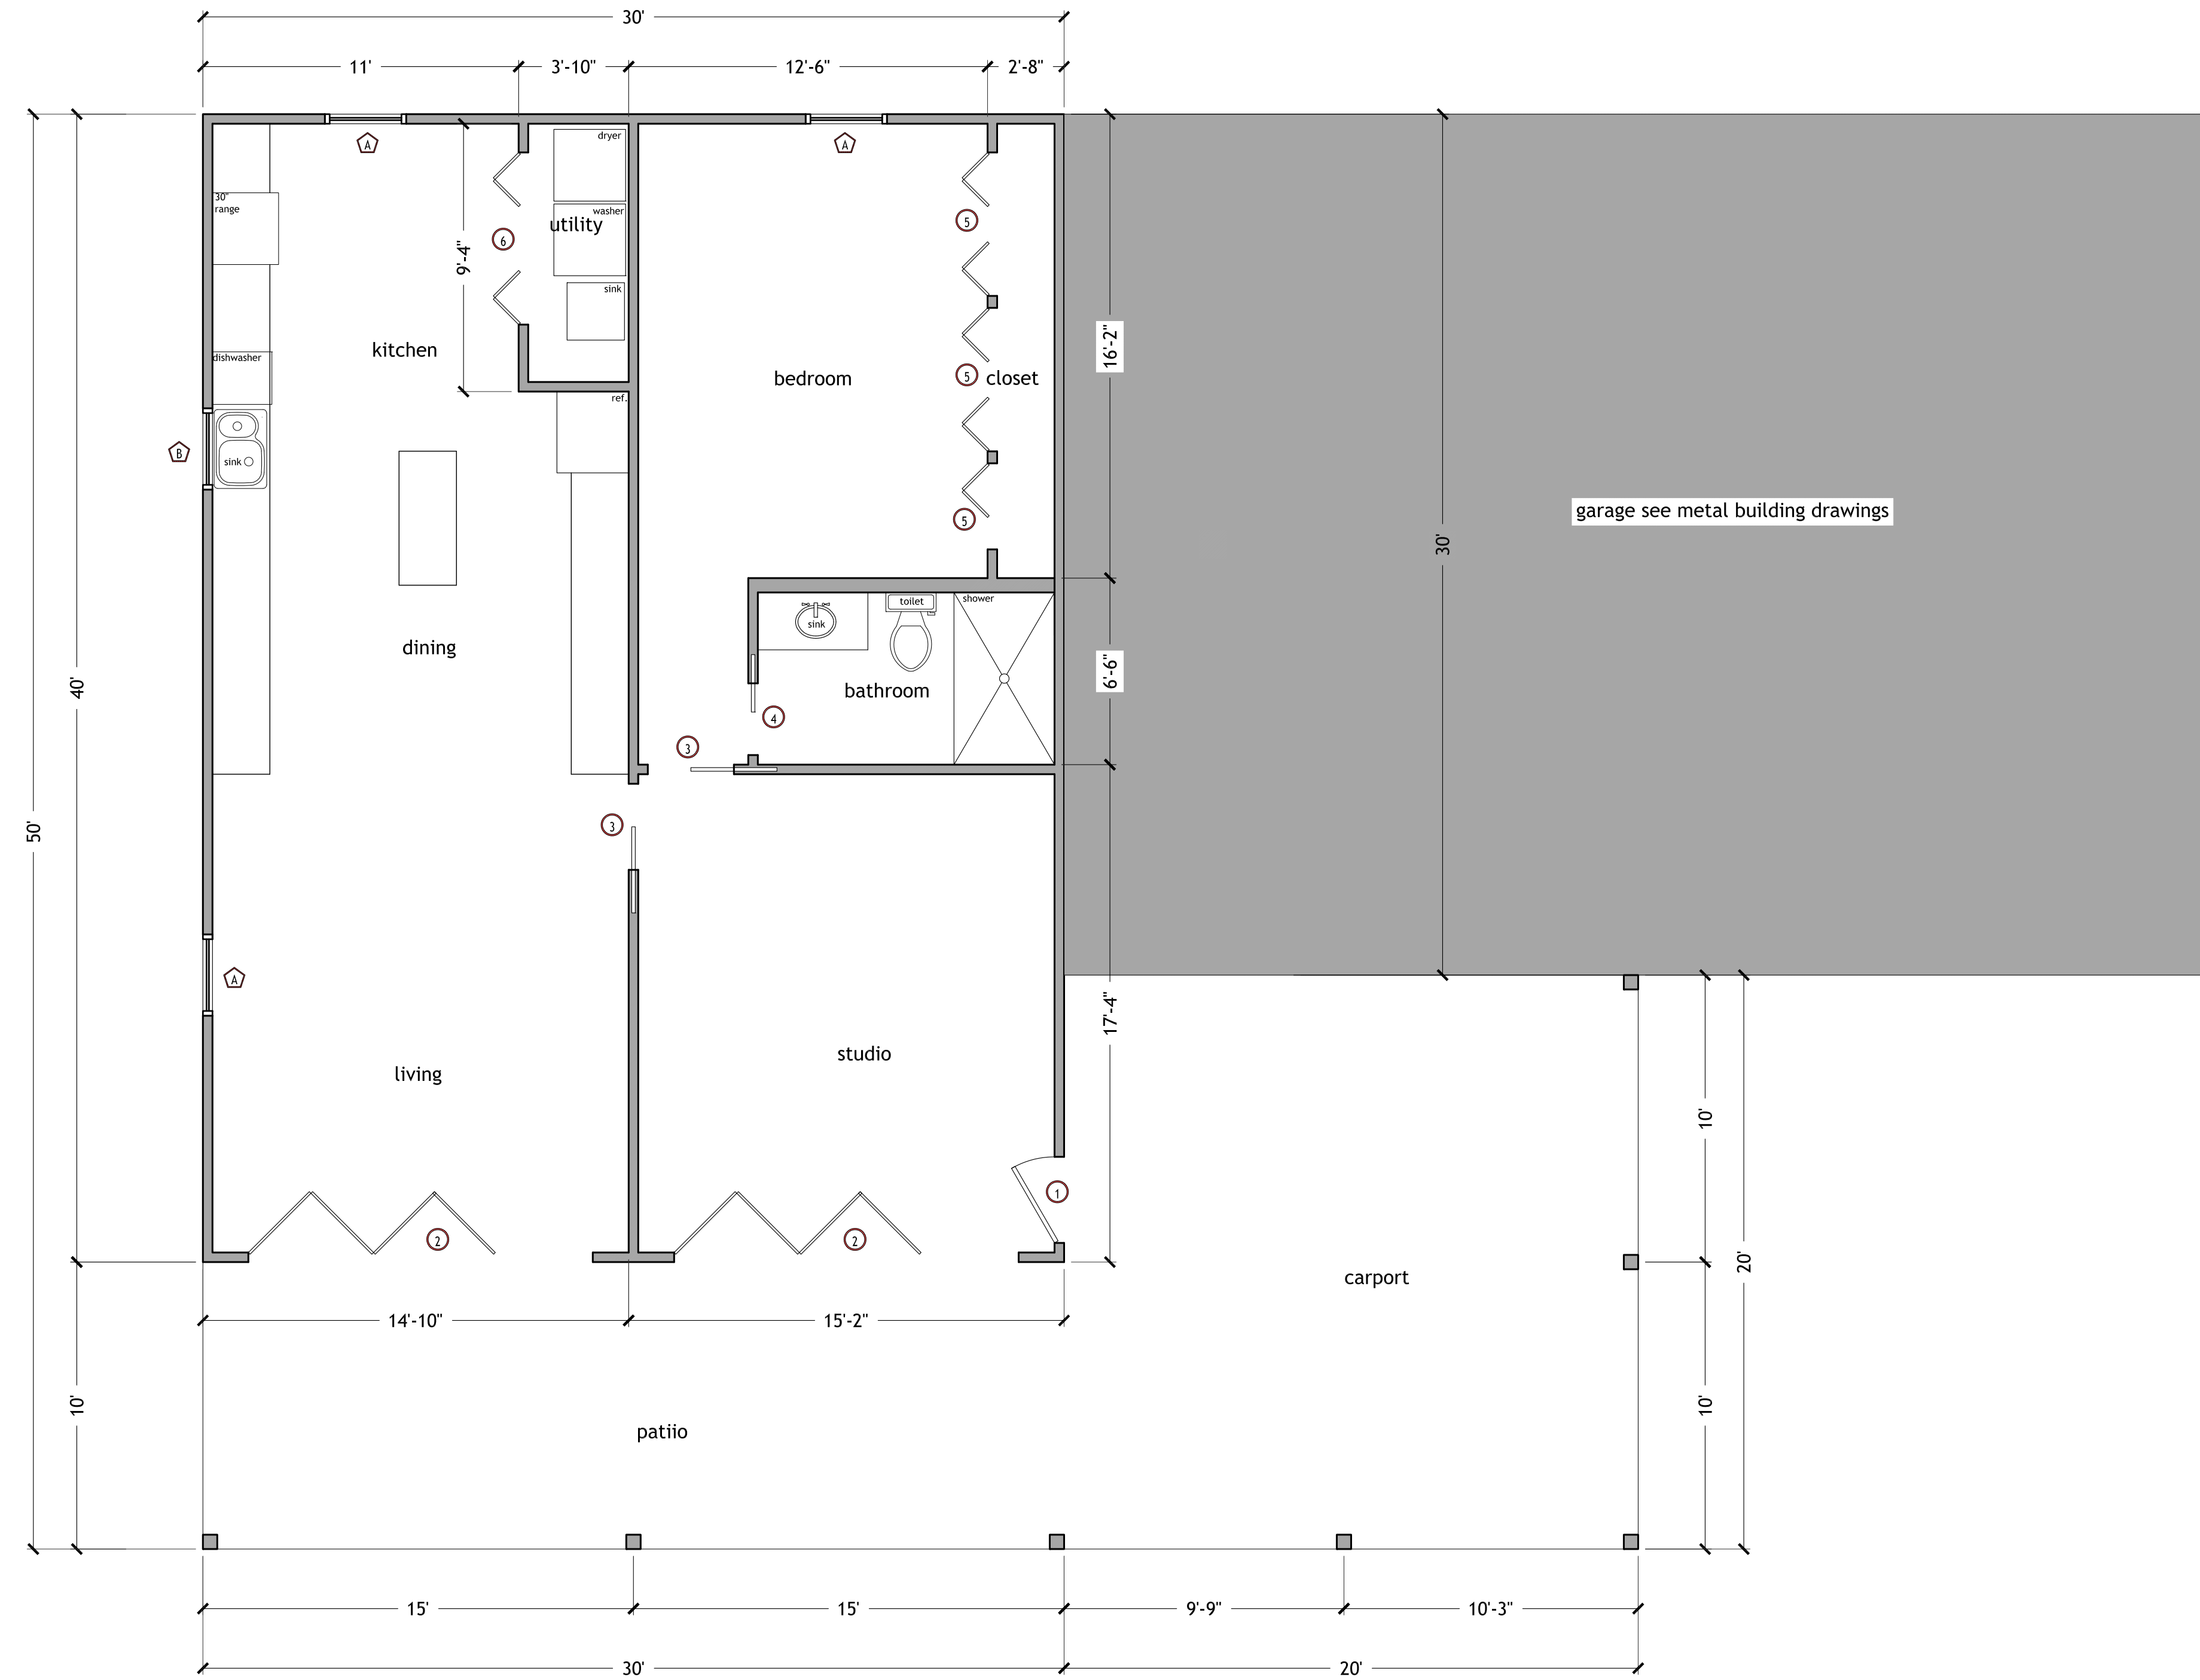 30'
11'
3'-10"
12'-6"
2'-8"
A
A
dryer
30"
range
washer
utility
5
6
9'-4"
sink
16'-2"
kitchen
dishwasher
bedroom
5
closet
ref.
B
sink
garage see metal building drawings
5
30'
toilet
shower
sink
dining
6'-6"
40'
bathroom
4
3
3
50'
A
17'-4"
studio
living
10'
1
2
2
20'
carport
14'-10"
15'-2"
10'
10'
patiio
15'
15'
9'-9"
10'-3"
30'
20'